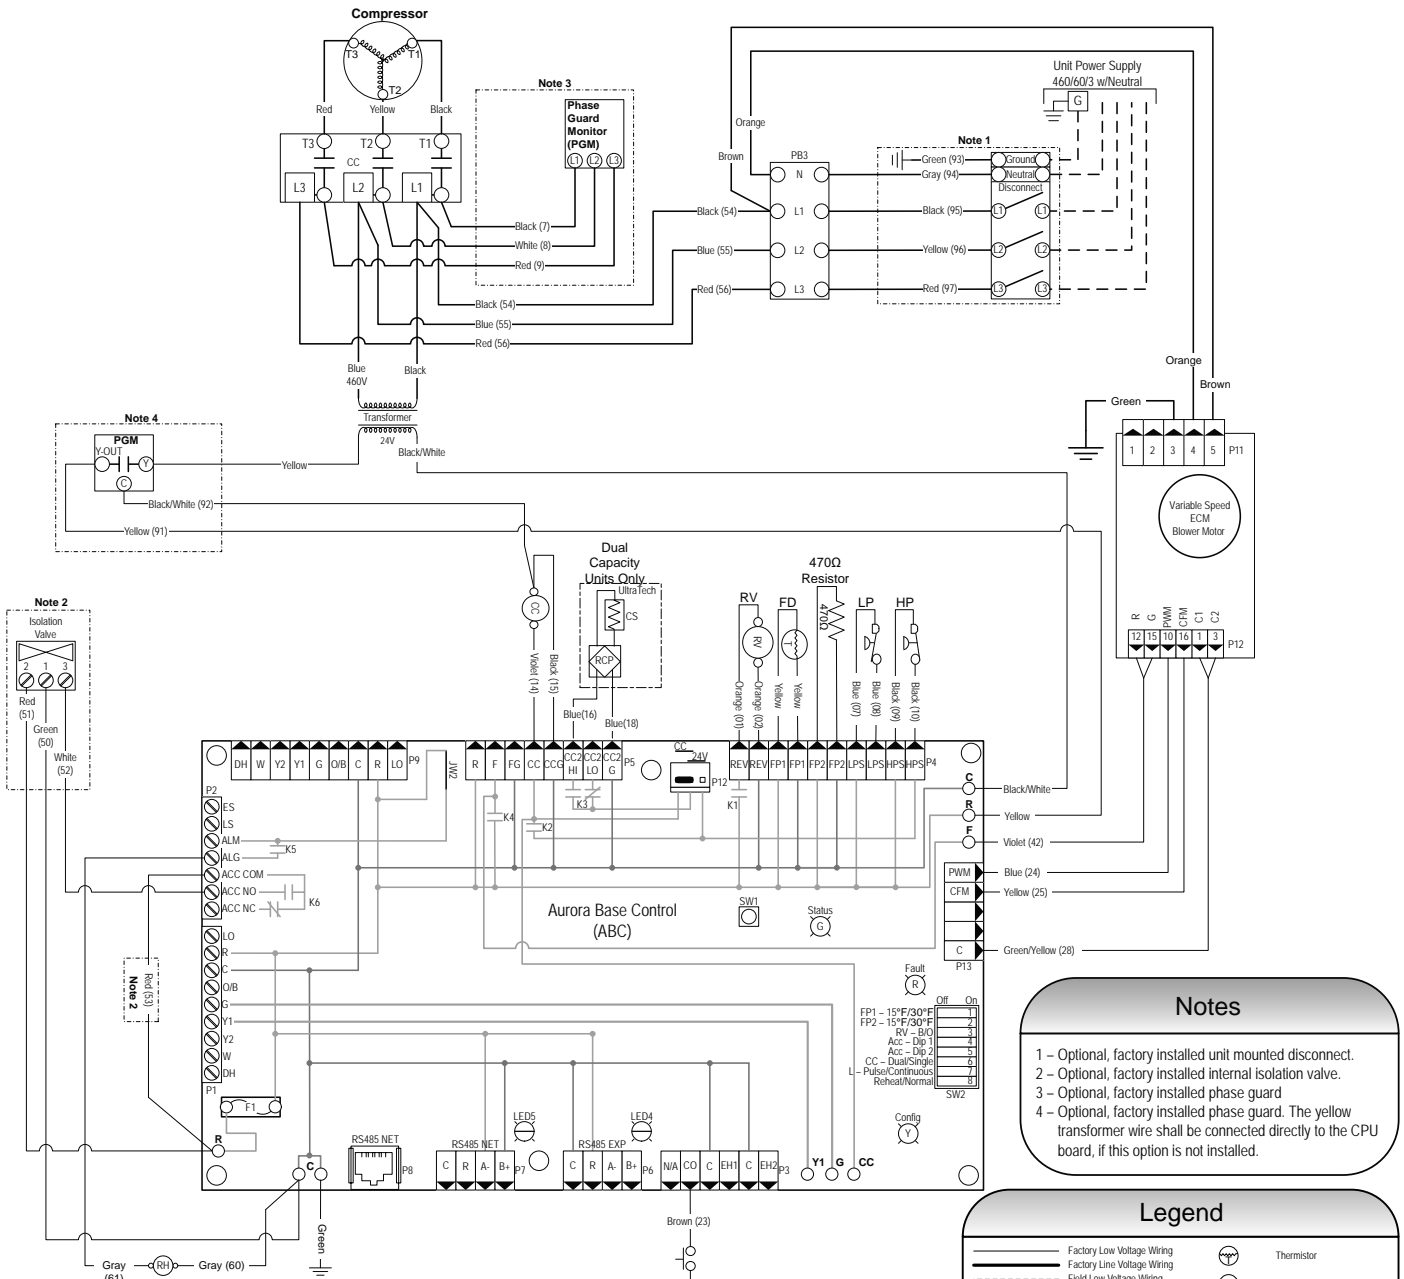 Compressor
T3
T1
T2
Red
Yellow
Black
T3
T2
T1
CC
L3
L2
L1
Note 3
Phase
Guard
Monitor
(PGM)
L1 L2 L3
Black (7)
White (8)
Red (9)
Black (54)
Blue (55)
Red (56)
Orange
Brown
PB3
N
L1
L2
L3
Black (54)
Blue (55)
Red (56)
Unit Power Supply
460/60/3 w/Neutral
G
Note 1
Green (93)
Gray (94)
Ground
Neutral
Disconnect
Black (95)
L1 L1
Yellow (96)
L2 L2
Red (97)
L3 L3
Blue
460V
Black
Transformer
24V
Yellow
Black/White
Note 4
PGM
Y-OUT
Y
C
Black/White (92)
Yellow (91)
Orange
Brown
Green
1 2 3 4 5 P11
Variable Speed
ECM
Blower Motor
R G PWM CFM C1 C2
12 15 10 16 1 3 P12
Note 2
Isolation
Valve
2 1 3
Red
(51)
Green
(50)
White
(52)
CC
Violet (14)
Black (15)
Dual
Capacity
Units Only
UltraTech
CS
RCP
Blue(16)
Blue(18)
RV
RV
Orange (01)
Orange (02)
FD
T
Yellow
Yellow
470Ω
Resistor
470Ω
LP
Blue (07)
Blue (08)
HP
Black (09)
Black (10)
DH W Y2 Y1 G O/B C R LO P9
JW2
R F FG CC CCG CC2 HI CC2 LO CC2 G P5
CC
24V
P12
REV REV FP1 FP1 FP2 FP2 LPS LPS HPS HPS P4
K1
K2
K3
K4
P2
ES
LS
ALM
ALG
K5
ACC COM
ACC NO
ACC NC
K6
LO
R
C
O/B
G
Y1
Y2
W
DH
P1
F1
R
Red (53)
Note 2
Aurora Base Control
(ABC)
SW1
Status
G
C
Black/White
R
Yellow
F
Violet (42)
PWM
Blue (24)
CFM
Yellow (25)
C
Green/Yellow (28)
P13
Fault
R
Off On
FP1 – 15°F/30°F 1
FP2 – 15°F/30°F 2
RV – B/O 3
Acc – Dip 1 4
Acc – Dip 2 5
CC – Dual/Single 6
L – Pulse/Continuous 7
Reheat/Normal 8
SW2
Config
Y
C
RS485 NET
P8
RS485 NET
LED5
C R A- B+ P7
RS485 EXP
LED4
C R A- B+ P6
N/A CO C EH1 C EH2 P3
Y1 G CC
Green
Brown (23)
Gray
(61)
RH
Gray (60)
Notes
1 – Optional, factory installed unit mounted disconnect.
2 – Optional, factory installed internal isolation valve.
3 – Optional, factory installed phase guard
4 – Optional, factory installed phase guard. The yellow
transformer wire shall be connected directly to the CPU
board, if this option is not installed.
Legend
Factory Low Voltage Wiring
Factory Line Voltage Wiring
Field Low Voltage Wiring
Thermistor